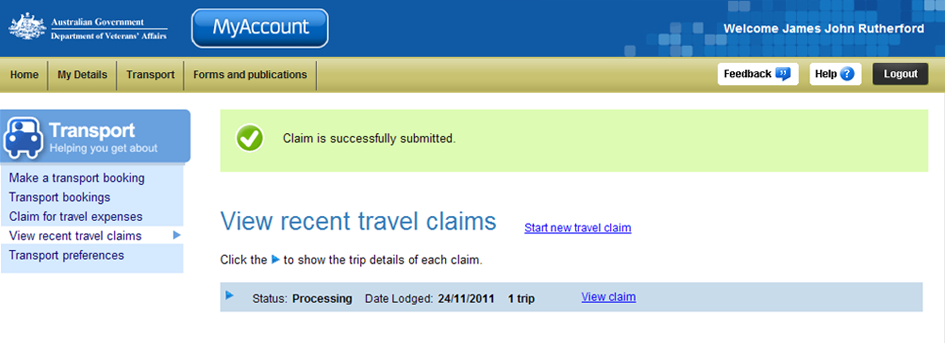 Australian Government
Department of Veterans' Affairs
MyAccount
Welcome James John Rutherford
Home
My Details
Transport
Forms and publications
Feedback
Help ?
Logout
Transport
Helping you get about
Make a transport booking
Transport bookings
Claim for travel expenses
View recent travel claims
Transport preferences
Claim is successfully submitted.
View recent travel claims
Start new travel claim
Click the ▶ to show the trip details of each claim.
Status: Processing Date Lodged: 24/11/2011 1 trip View claim